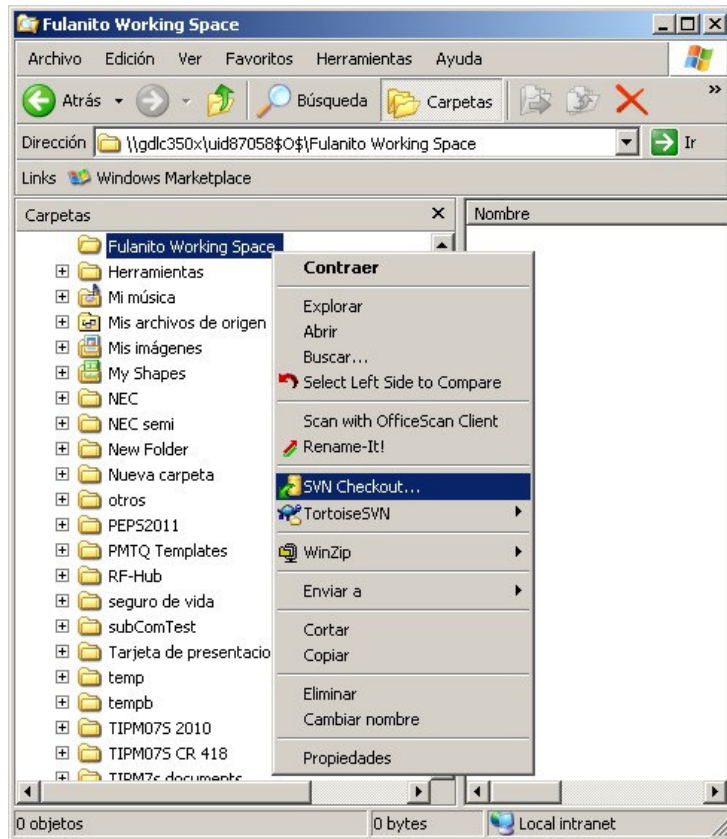 Fulanito Working Space
Archivo Edición Ver Favoritos Herramientas Ayuda
Atrás Búsqueda Carpetas »
Dirección \\gdlc350x\uid87058$O$\Fulanito Working Space Ir
Links Windows Marketplace
Carpetas x Nombre
Fulanito Working Space
Herramientas
Mi música
Mis archivos de origen
Mis imágenes
My Shapes
NEC
NEC semi
New Folder
Nueva carpeta
otros
PEPS2011
PMTQ Templates
RF-Hub
seguro de vida
subComTest
Tarjeta de presentacio
temp
tempb
TIPM07S 2010
TIPM07S CR 418
TIPM7s documents
Contraer
Explorar
Abrir
Buscar...
Select Left Side to Compare
Scan with OfficeScan Client
Rename-It!
SVN Checkout...
TortoiseSVN
WinZip
Enviar a
Cortar
Copiar
Eliminar
Cambiar nombre
Propiedades
0 objetos 0 bytes Local intranet